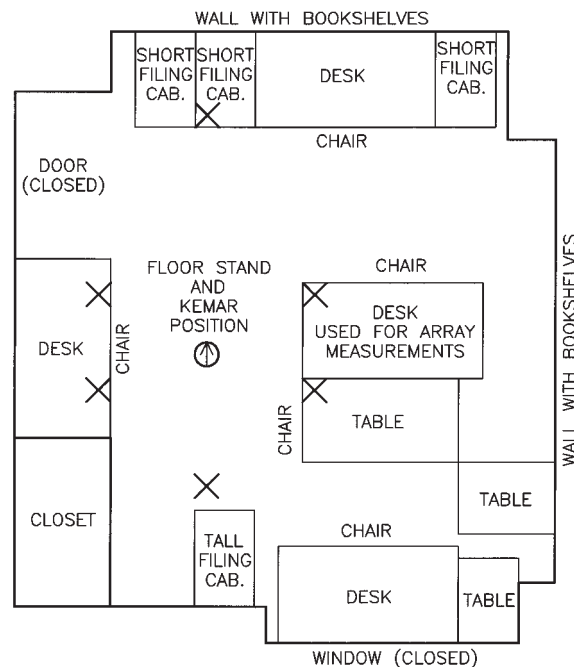 WALL WITH BOOKSHELVES
SHORT
FILING
CAB.
SHORT
FILING
CAB.
DESK
SHORT
FILING
CAB.
CHAIR
DOOR
(CLOSED)
FLOOR STAND
AND
KEMAR
POSITION
CHAIR
DESK
USED FOR ARRAY
MEASUREMENTS
DESK
CHAIR
WALL WITH BOOKSHELVES
CHAIR
TABLE
CLOSET
TABLE
TALL
FILING
CAB.
CHAIR
DESK
TABLE
WINDOW (CLOSED)